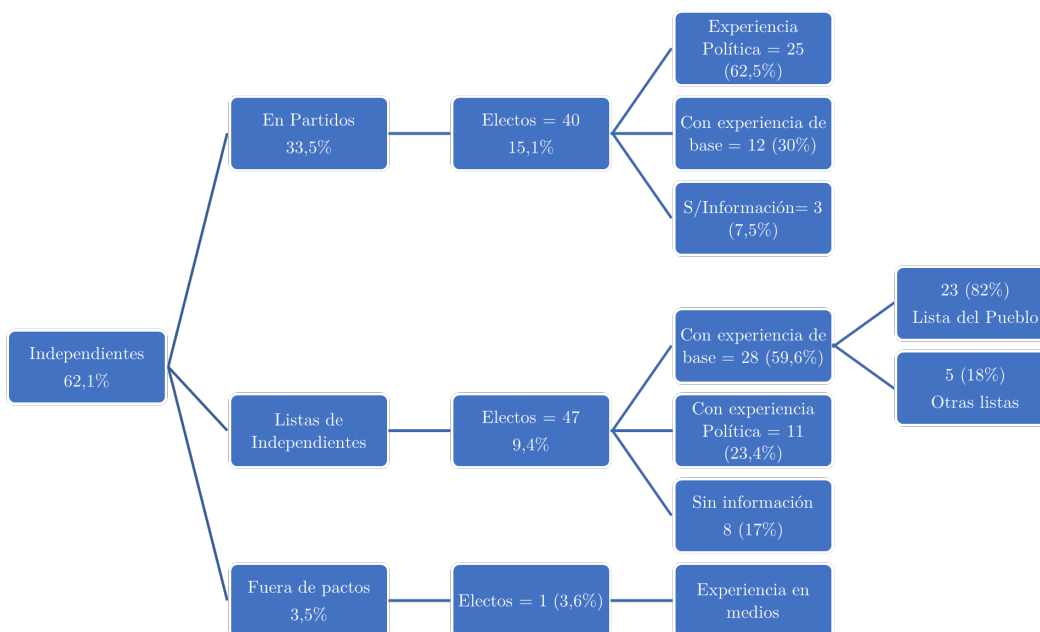 Experiencia
Política = 25
(62,5%)
En Partidos
33,5%
Electos = 40
15,1%
Con experiencia de
base = 12 (30%)
S/Información= 3
(7,5%)
Independientes
62,1%
Listas de
Independientes
Electos = 47
9,4%
Con experiencia de
base = 28 (59,6%)
23 (82%)
Lista del Pueblo
5 (18%)
Otras listas
Con experiencia
Política = 11
(23,4%)
Sin información
8 (17%)
Fuera de pactos
3,5%
Electos = 1 (3,6%)
Experiencia en
medios